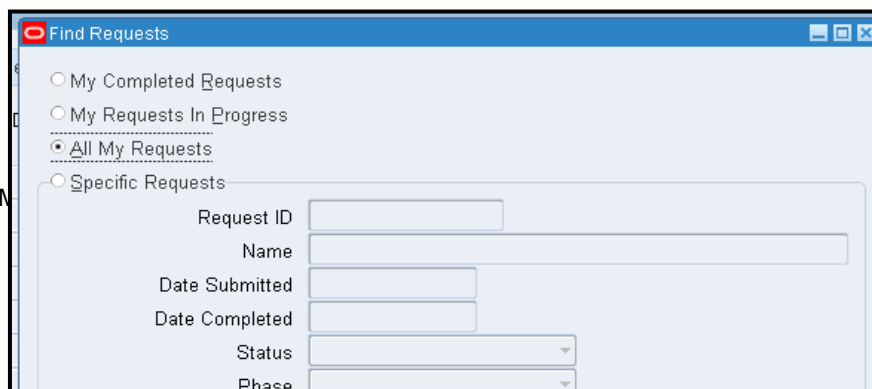 Find Requests
My Completed Requests
My Requests In Progress
All My Requests
Specific Requests
Request ID
Name
Date Submitted
Date Completed
Status
Phase